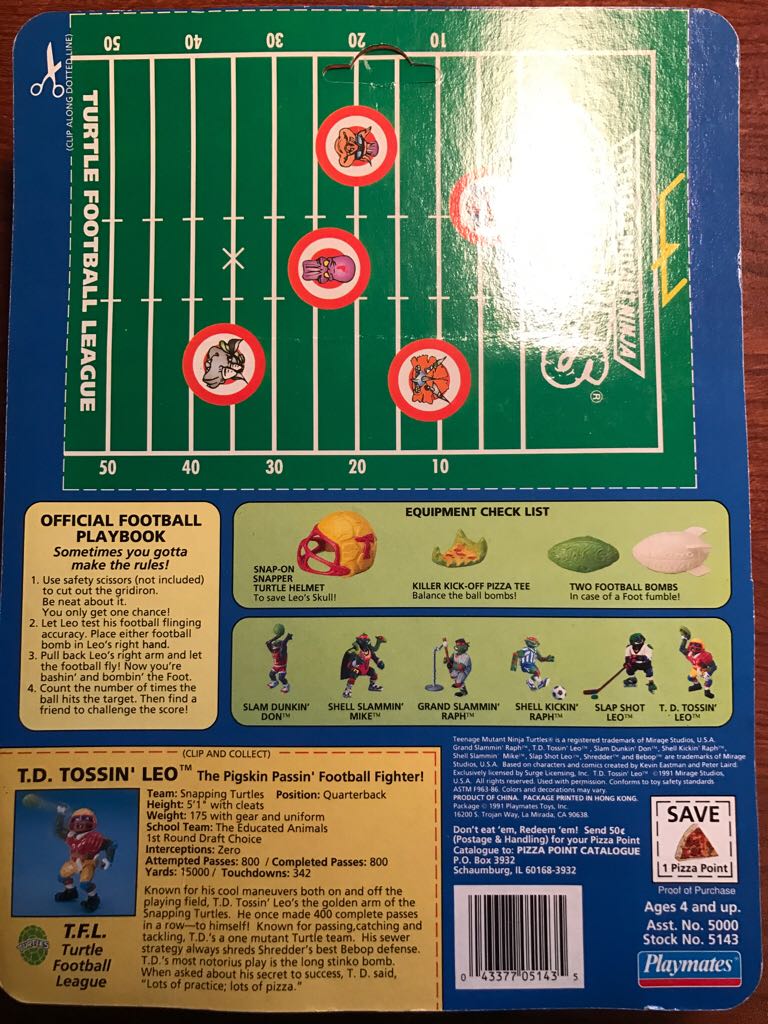 (CLIP ALONG DOTTED LINE)
TURTLE FOOTBALL LEAGUE
50 40 30 20 10
NINJA
®
50 40 30 20 10
OFFICIAL FOOTBALL
PLAYBOOK
Sometimes you gotta
make the rules!
1. Use safety scissors (not included)
to cut out the gridiron.
Be neat about it.
You only get one chance!
2. Let Leo test his football flinging
accuracy. Place either football
bomb in Leo's right hand.
3. Pull back Leo's right arm and let
the football fly! Now you're
bashin' and bombin' the Foot.
4. Count the number of times the
ball hits the target. Then find a
friend to challenge the score!
EQUIPMENT CHECK LIST
SNAP-ON
SNAPPER
TURTLE HELMET
To save Leo's Skull!
KILLER KICK-OFF PIZZA TEE
Balance the ball bombs!
TWO FOOTBALL BOMBS
In case of a Foot fumble!
SLAM DUNKIN'
DON™
SHELL SLAMMIN'
MIKE™
GRAND SLAMMIN'
RAPH™
SHELL KICKIN'
RAPH™
SLAP SHOT
LEO™
T. D. TOSSIN'
LEO™
(CLIP AND COLLECT)
T.D. TOSSIN' LEO™ The Pigskin Passin' Football Fighter!
Team: Snapping Turtles Position: Quarterback
Height: 5'1" with cleats
Weight: 175 with gear and uniform
School Team: The Educated Animals
1st Round Draft Choice
Interceptions: Zero
Attempted Passes: 800 / Completed Passes: 800
Yards: 15000 / Touchdowns: 342
Known for his cool maneuvers both on and off the
playing field, T.D. Tossin' Leo's the golden arm of the
Snapping Turtles. He once made 400 complete passes
in a row—to himself! Known for passing,catching and
tackling, T.D.'s a one mutant Turtle team. His sewer
strategy always shreds Shredder's best Bebop defense.
T.D.'s most notorius play is the long stinko bomb.
When asked about his secret to success, T. D. said,
"Lots of practice; lots of pizza."
TURTLES
T.F.L.
Turtle
Football
League
Teenage Mutant Ninja Turtles® is a registered trademark of Mirage Studios, U.S.A.
Grand Slammin' Raph™, T.D. Tossin' Leo™, Slam Dunkin' Don™, Shell Kickin' Raph™,
Shell Slammin' Mike™, Slap Shot Leo™, Shredder™ and Bebop™ are trademarks of Mirage
Studios, U.S.A. Based on characters and comics created by Kevin Eastman and Peter Laird.
Exclusively licensed by Surge Licensing, Inc. T.D. Tossin' Leo™ ©1991 Mirage Studios,
U.S.A. All rights reserved. Used with permission. Conforms to toy safety standards
ASTM F963-86. Colors and decorations may vary.
PRODUCT OF CHINA. PACKAGE PRINTED IN HONG KONG.
Package © 1991 Playmates Toys, Inc.
16200 S. Trojan Way, La Mirada, CA 90638.
Don't eat 'em, Redeem 'em! Send 50¢
(Postage & Handling) for your Pizza Point
Catalogue to: PIZZA POINT CATALOGUE
P.O. Box 3932
Schaumburg, IL 60168-3932
SAVE
1 Pizza Point
Proof of Purchase
Ages 4 and up.
Asst. No. 5000
Stock No. 5143
Playmates®
0 43377 05143 5